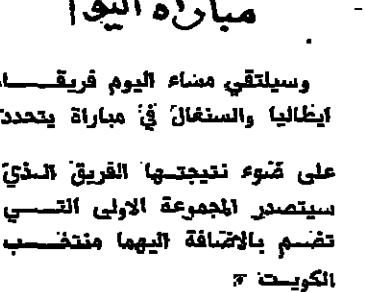 مباراة اليوم
وسيلتقي مساء اليوم فريقا
ايطاليا والسنغال في مباراة يتحدد
على ضوء نتيجتها الفريق الذي
سيتصدر المجموعة الاولى التي
تضم بالاضافة اليهما منتخب
الكويت